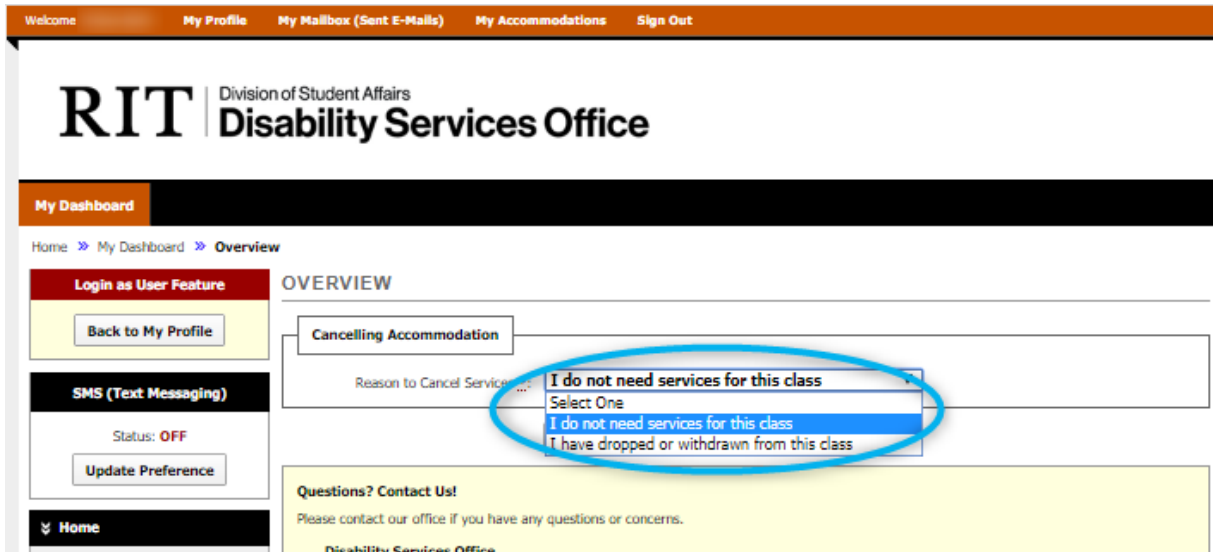 Welcome My Profile My Mailbox (Sent E-Mails) My Accommodations Sign Out
RIT Division of Student Affairs
Disability Services Office
My Dashboard
Home » My Dashboard » Overview
Login as User Feature
Back to My Profile
SMS (Text Messaging)
Status: OFF
Update Preference
Home
OVERVIEW
Cancelling Accommodation
Reason to Cancel Services ...: I do not need services for this class
Select One
I do not need services for this class
I have dropped or withdrawn from this class
Questions? Contact Us!
Please contact our office if you have any questions or concerns.
Disability Services Office